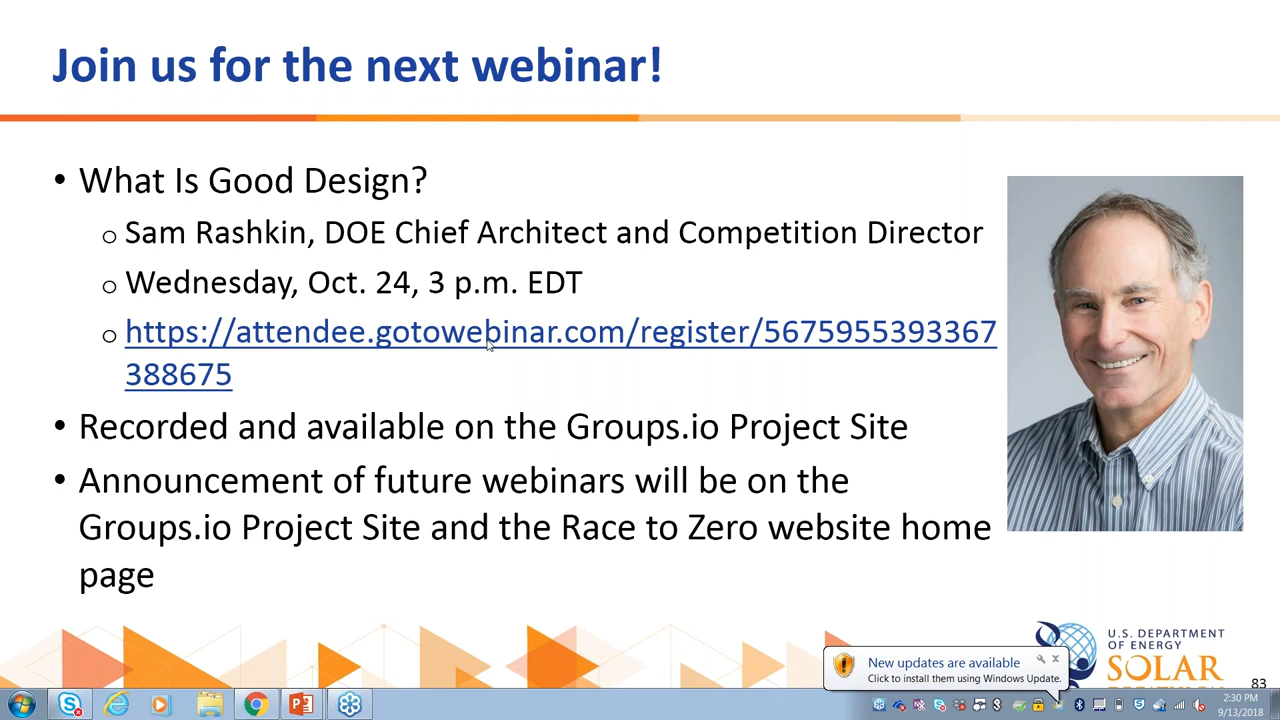 Join us for the next webinar!
• What Is Good Design?
o Sam Rashkin, DOE Chief Architect and Competition Director
o Wednesday, Oct. 24, 3 p.m. EDT
o https://attendee.gotowebinar.com/register/5675955393367
388675
• Recorded and available on the Groups.io Project Site
• Announcement of future webinars will be on the
Groups.io Project Site and the Race to Zero website home
page
U.S. DEPARTMENT
OF ENERGY
SOLAR
New updates are available
Click to install them using Windows Update.
83
2:30 PM
9/13/2018